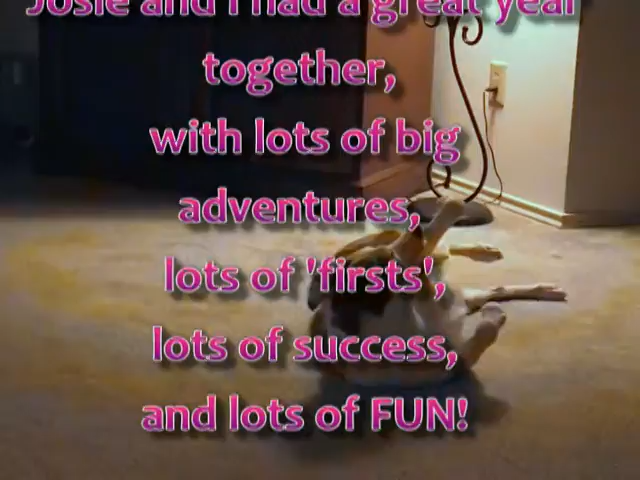 Josie and I had a great year
together,
with lots of big
adventures,
lots of 'firsts',
lots of success,
and lots of FUN!